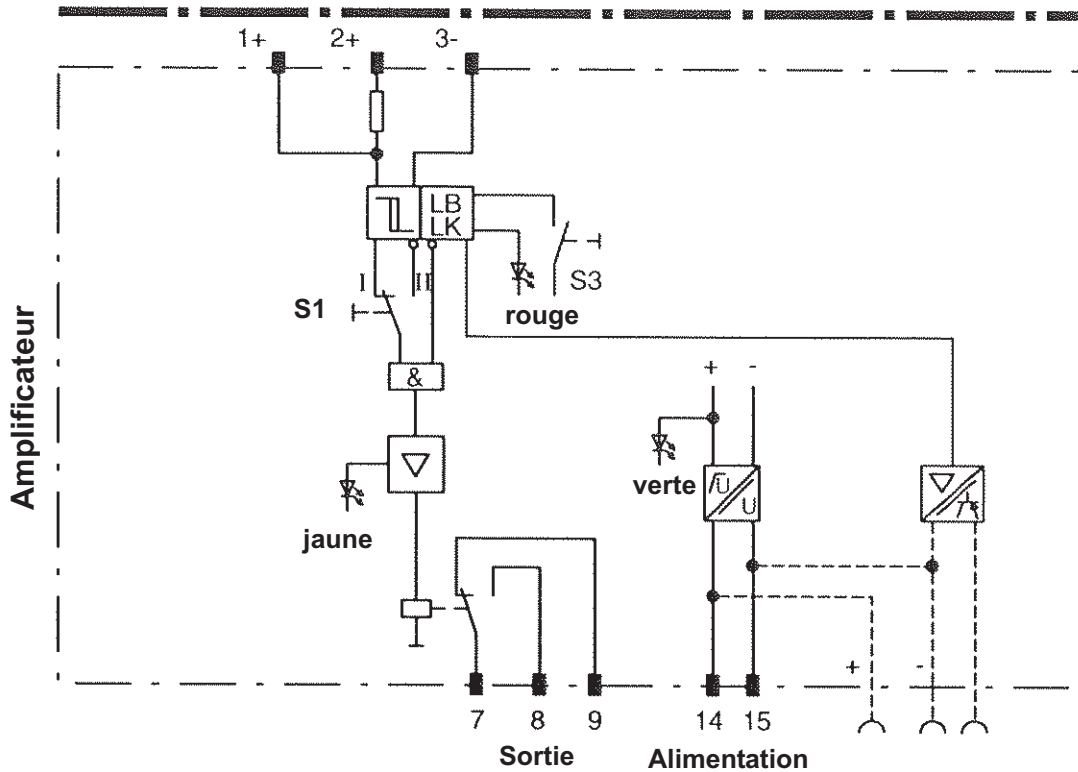 1+ 2+ 3-
LB
LK
I II
S1
S3
rouge
Amplificateur
&
+ -
verte
U
U
jaune
+ -
7 8 9 14 15
Sortie Alimentation